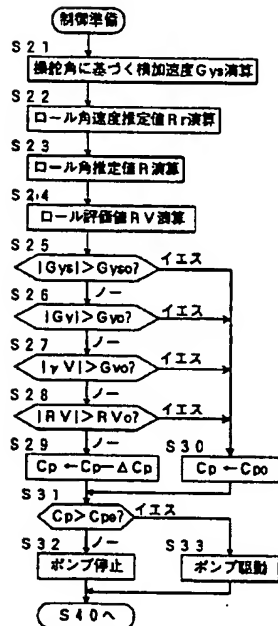 制御準備
S21
操舵角に基づく横加速度Gys演算
S22
ロール角速度推定値Rr演算
S23
ロール角推定値R演算
S24
ロール評価値RV演算
S25
|Gys|>Gyso?
イエス
S26
ノー
|Gy|>Gyo?
イエス
S27
ノー
|γV|>Gvo?
イエス
S28
ノー
|RV|>RVo?
イエス
S29
ノー
S30
Cp←Cp−ΔCp
Cp←Cpo
S31
Cp>Cpe?
イエス
S32
ノー
S33
ポンプ停止
ポンプ駆動
S40へ